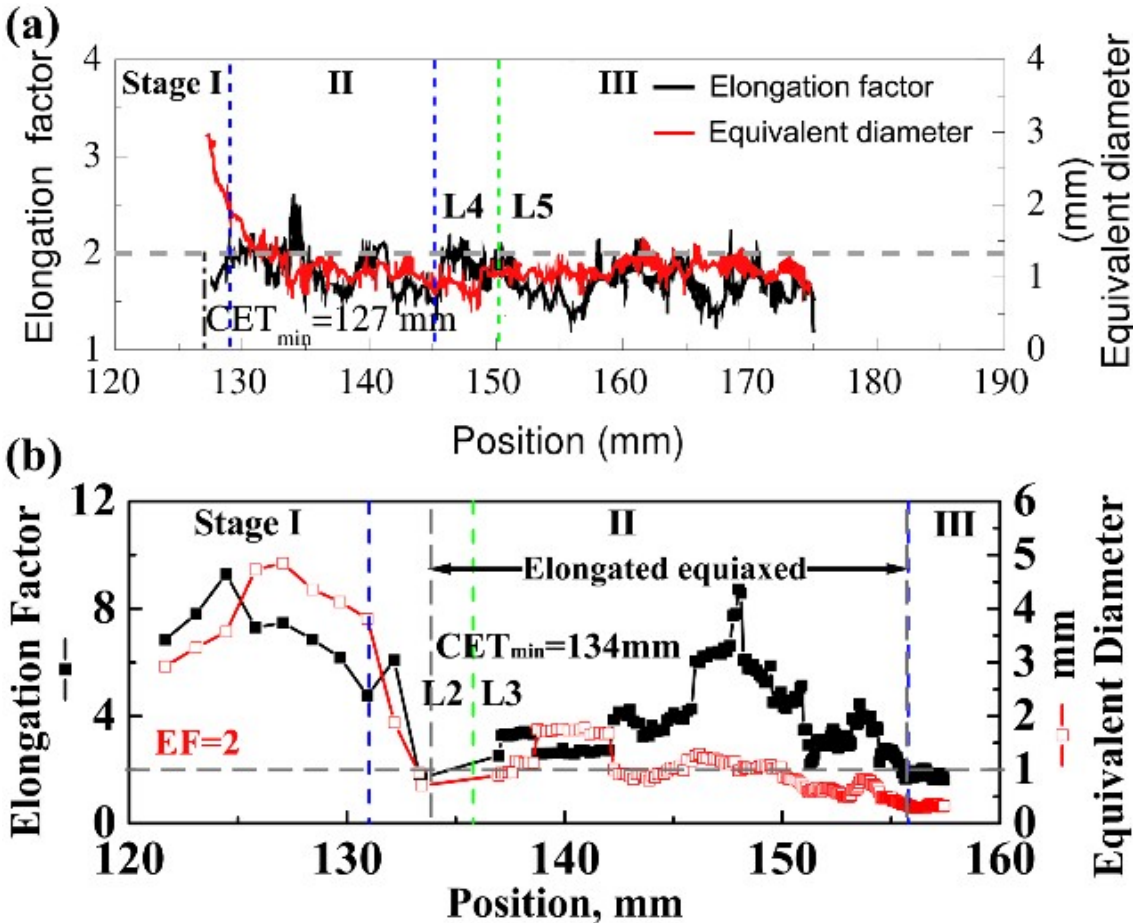 (a)
4
3
2
1
Elongation factor
Stage I
II
III
Elongation factor
Equivalent diameter
L4
L5
CETmin=127 mm
4
3
2
1
0
Equivalent diameter
(mm)
120 130 140 150 160 170 180 190
Position (mm)
(b)
12
8
4
0
Elongation Factor
Stage I
II
III
Elongated equiaxed
CETmin=134mm
L2
L3
EF=2
6
5
4
3
2
1
0
mm
Equivalent Diameter
120 130 140 150 160
Position, mm